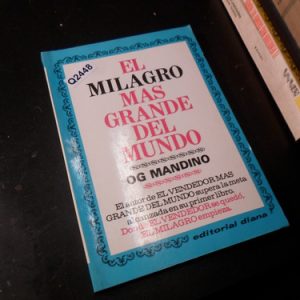 Q2448
EL
MILAGRO
MAS
GRANDE
DEL
MUNDO
OG MANDINO
El autor de EL VENDEDOR MAS
GRANDE DEL MUNDO supera la meta
alcanzada en su primer libro.
Donde EL VENDEDOR se quedó,
EL MILAGRO empieza.
editorial diana